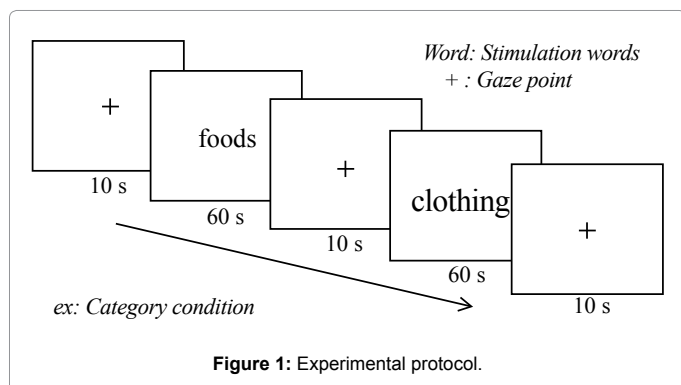 Word: Stimulation words
+ : Gaze point
+
10 s
foods
60 s
+
10 s
clothing
60 s
+
10 s
ex: Category condition
Figure 1: Experimental protocol.